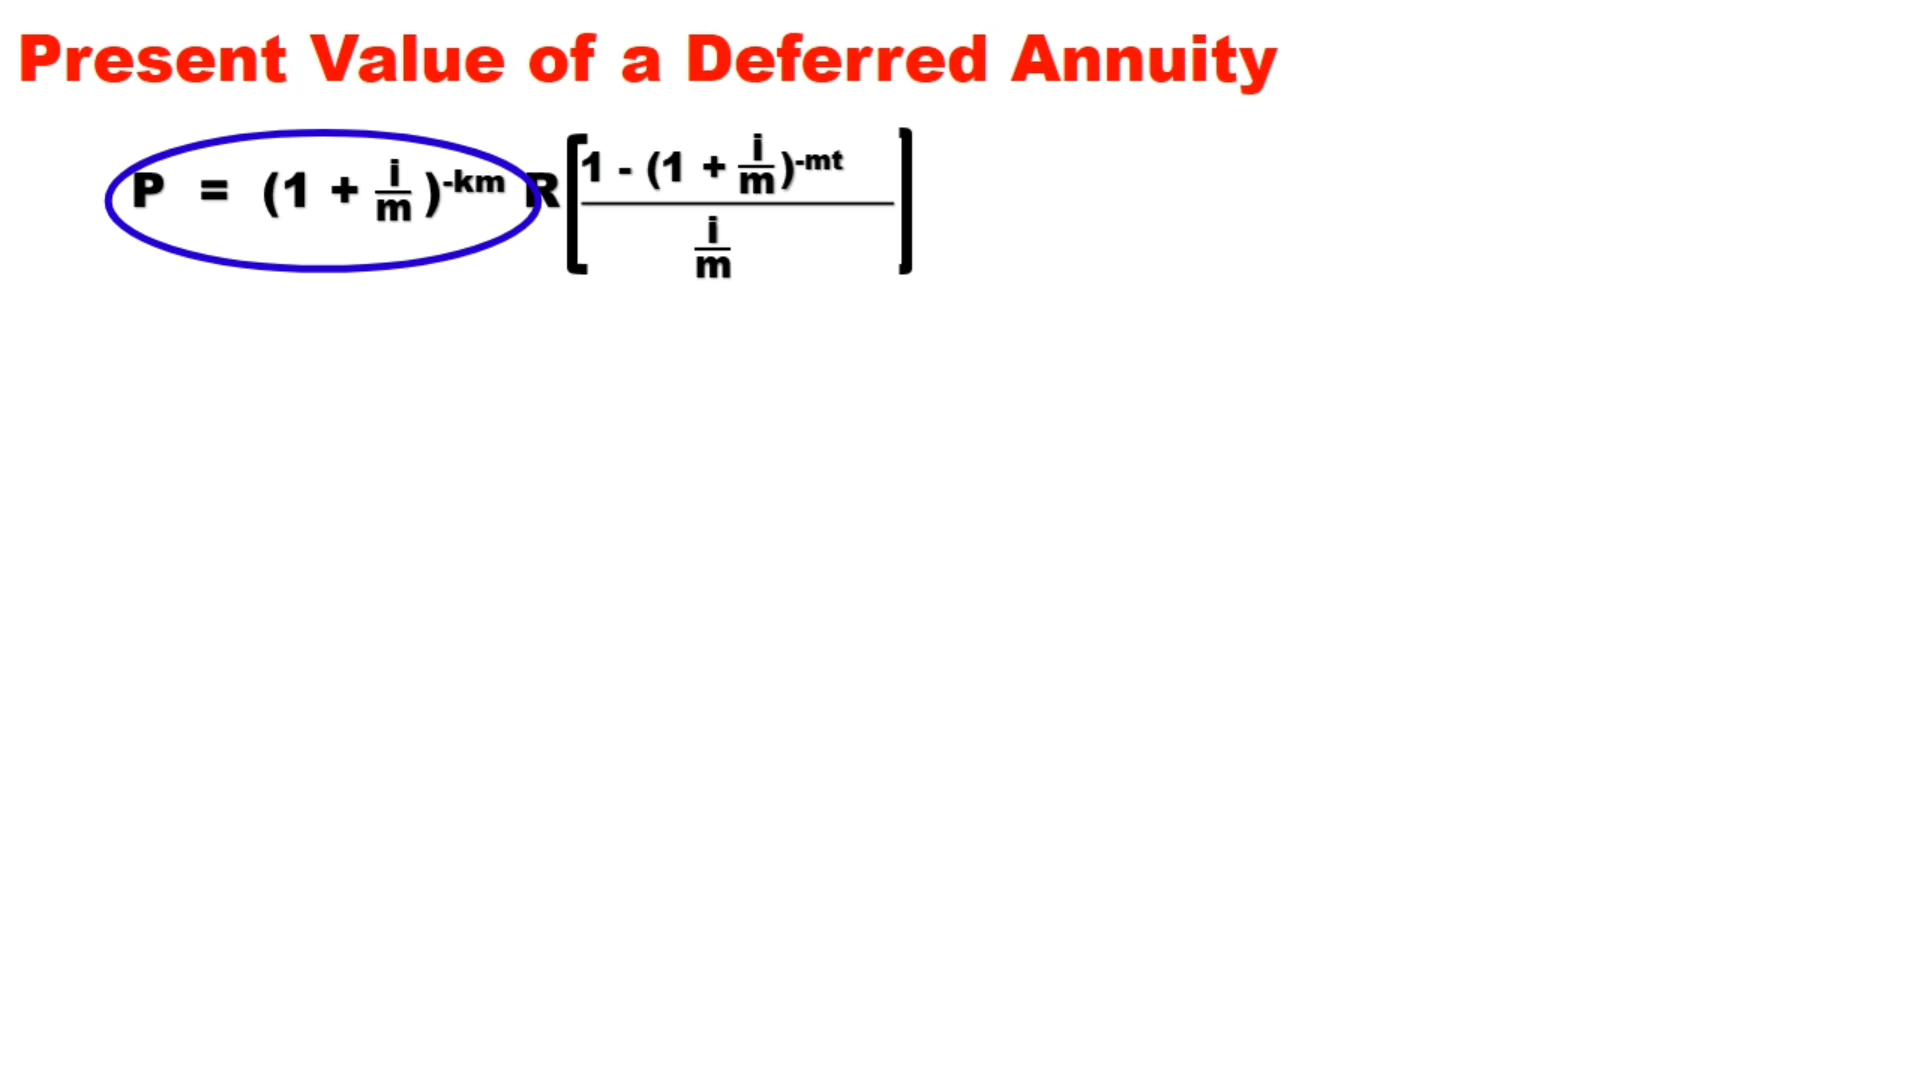 Present Value of a Deferred Annuity
P = (1 + i/m)^-km R[1 - (1 + i/m)^-mt / i/m]